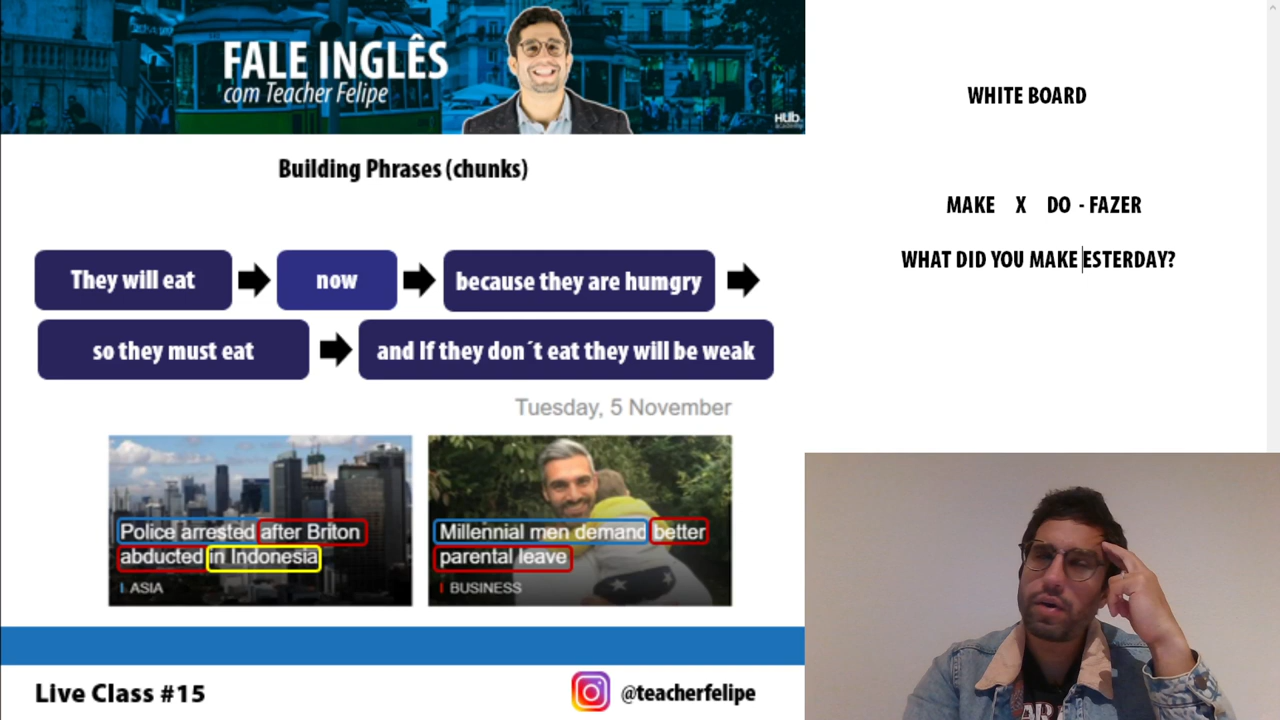 FALE INGLÊS
com Teacher Felipe
HUb
academy
Building Phrases (chunks)
They will eat
now
because they are humgry
so they must eat
and If they don´t eat they will be weak
Tuesday, 5 November
Police arrested after Briton
abducted in Indonesia
ASIA
Millennial men demand better
parental leave
BUSINESS
Live Class #15
@teacherfelipe
WHITE BOARD
MAKE X DO - FAZER
WHAT DID YOU MAKE ESTERDAY?